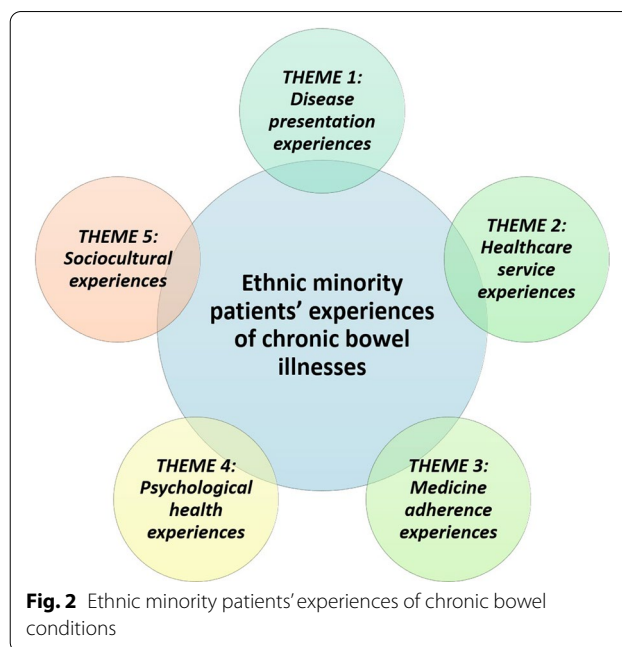 THEME 1:
Disease
presentation
experiences
THEME 5:
Sociocultural
experiences
THEME 2:
Healthcare
service
experiences
Ethnic minority
patients’ experiences
of chronic bowel
illnesses
THEME 4:
Psychological
health
experiences
THEME 3:
Medicine
adherence
experiences
Fig. 2 Ethnic minority patients’ experiences of chronic bowel
conditions